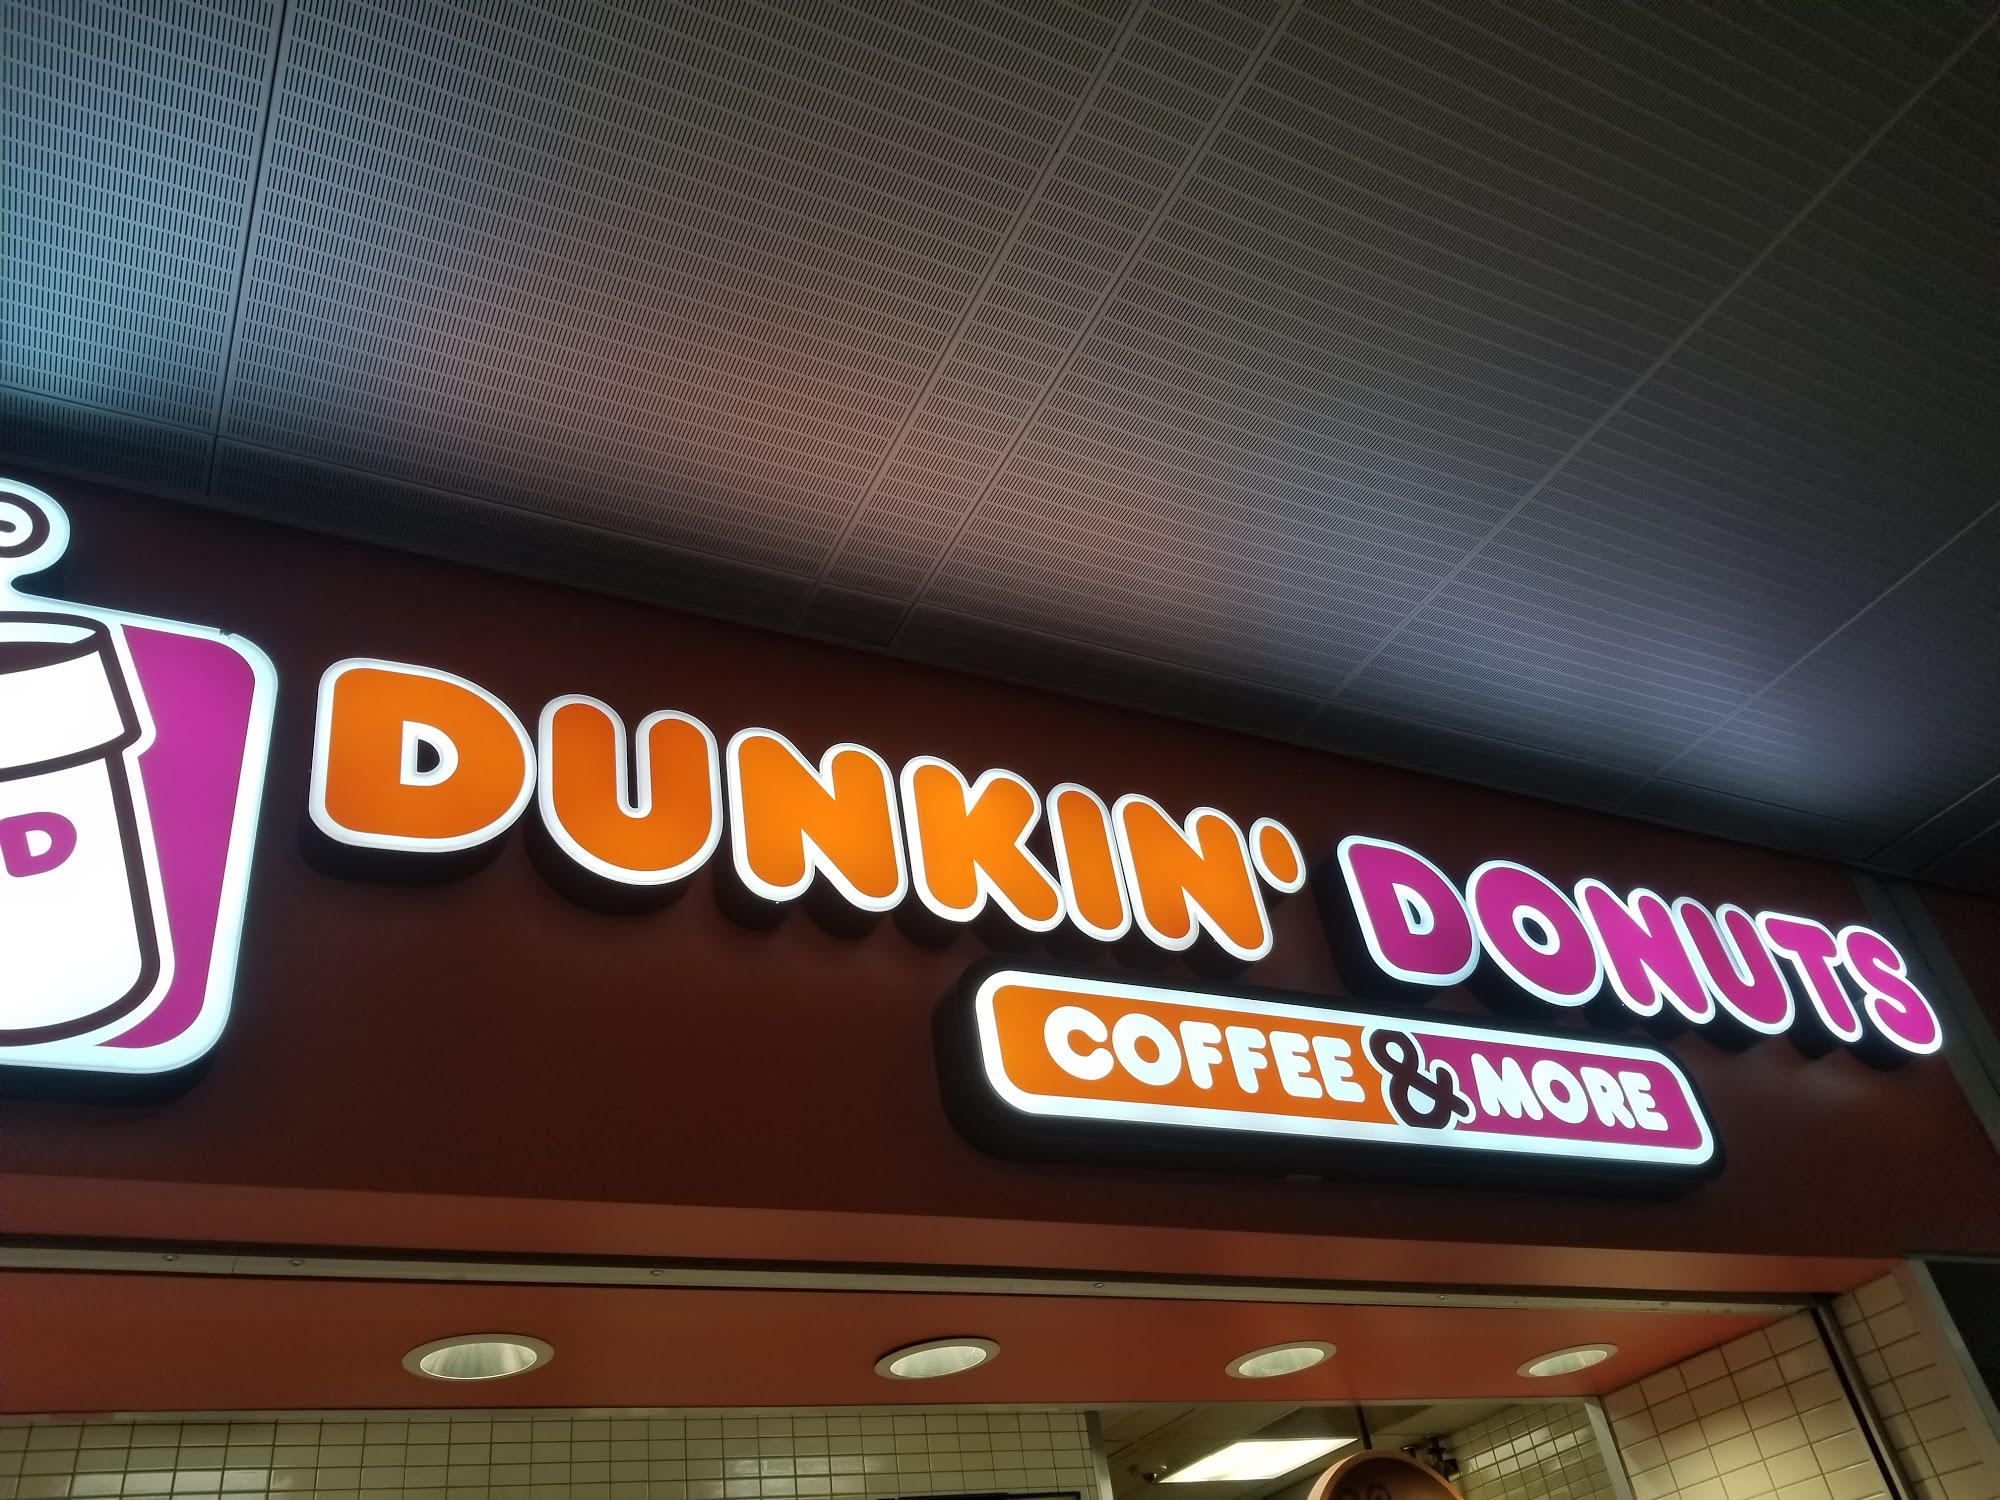 DUNKIN' DONUTS
COFFEE & MORE
D